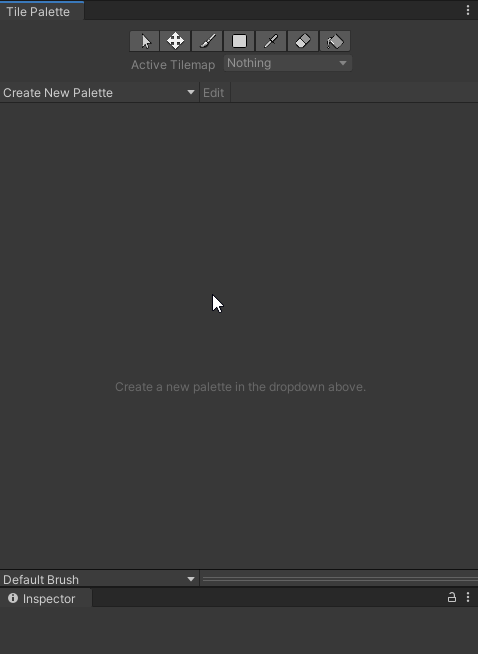 Tile Palette
Active Tilemap Nothing
Create New Palette Edit
Create a new palette in the dropdown above.
Default Brush
Inspector